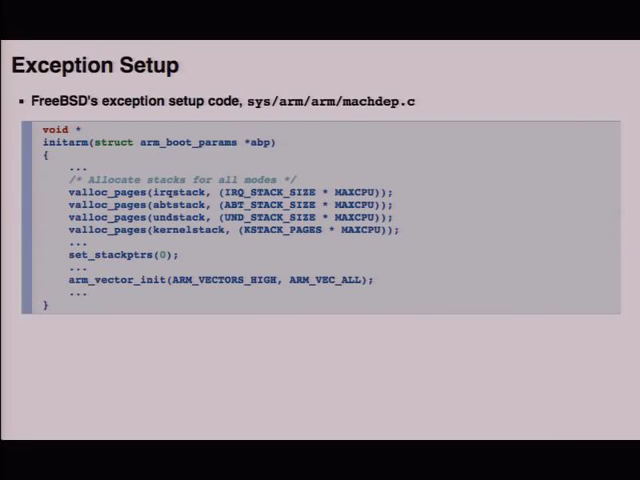 Exception Setup
▪ FreeBSD's exception setup code, sys/arm/arm/machdep.c
void *
initarm(struct arm_boot_params *abp)
{
...
/* Allocate stacks for all modes */
valloc_pages(irqstack, (IRQ_STACK_SIZE * MAXCPU));
valloc_pages(abtstack, (ABT_STACK_SIZE * MAXCPU));
valloc_pages(undstack, (UND_STACK_SIZE * MAXCPU));
valloc_pages(kernelstack, (KSTACK_PAGES * MAXCPU));
...
set_stackptrs(0);
...
arm_vector_init(ARM_VECTORS_HIGH, ARM_VEC_ALL);
...
}